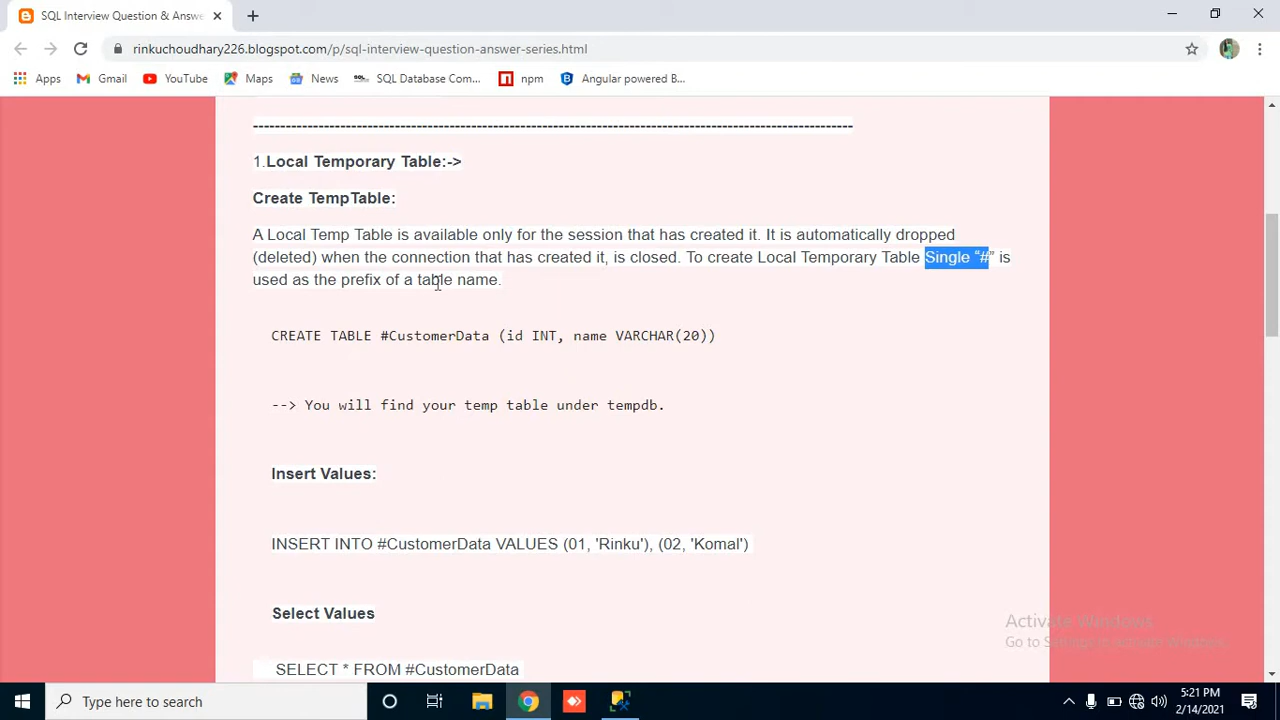 SQL Interview Question & Answe
rinkuchoudhary226.blogspot.com/p/sql-interview-question-answer-series.html
Apps Gmail YouTube Maps News SQL Database Com... npm Angular powered B...
----------------------------------------------------------------------------------------------------------------
1.Local Temporary Table:->
Create TempTable:
A Local Temp Table is available only for the session that has created it. It is automatically dropped
(deleted) when the connection that has created it, is closed. To create Local Temporary Table Single “#” is
used as the prefix of a table name.
CREATE TABLE #CustomerData (id INT, name VARCHAR(20))
--> You will find your temp table under tempdb.
Insert Values:
INSERT INTO #CustomerData VALUES (01, 'Rinku'), (02, 'Komal')
Select Values
SELECT * FROM #CustomerData
Activate Windows
Go to Settings to activate Windows.
Type here to search
5:21 PM
2/14/2021